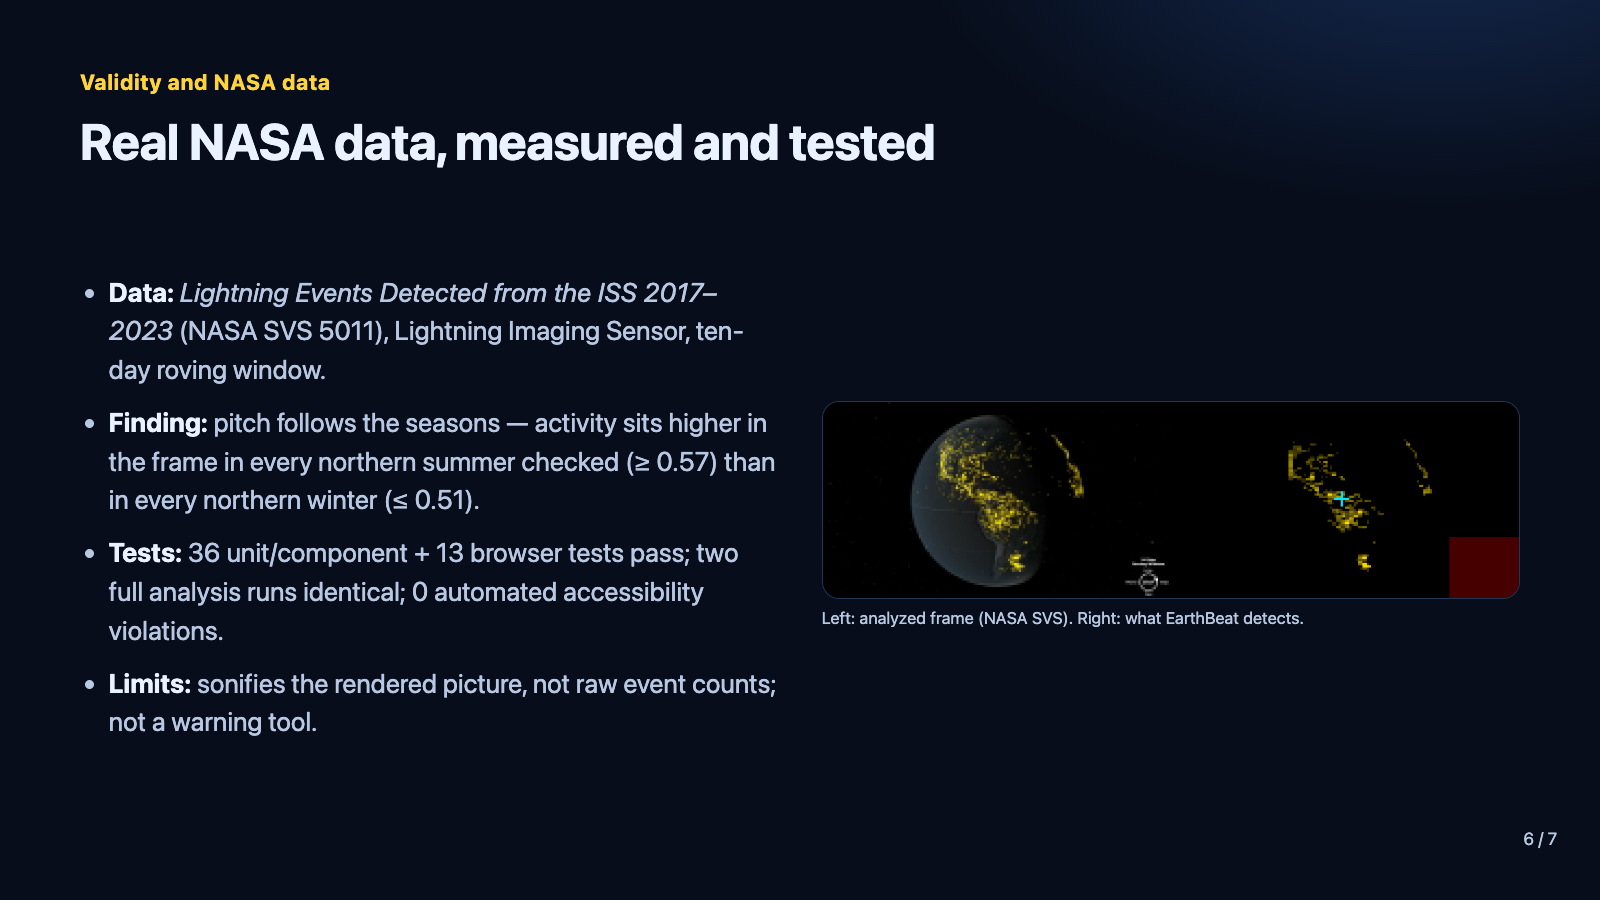 Validity and NASA data
Real NASA data, measured and tested
• Data: Lightning Events Detected from the ISS 2017–
2023 (NASA SVS 5011), Lightning Imaging Sensor, ten-
day roving window.
• Finding: pitch follows the seasons — activity sits higher in
the frame in every northern summer checked (≥ 0.57) than
in every northern winter (≤ 0.51).
• Tests: 36 unit/component + 13 browser tests pass; two
full analysis runs identical; 0 automated accessibility
violations.
• Limits: sonifies the rendered picture, not raw event counts;
not a warning tool.
Left: analyzed frame (NASA SVS). Right: what EarthBeat detects.
6 / 7